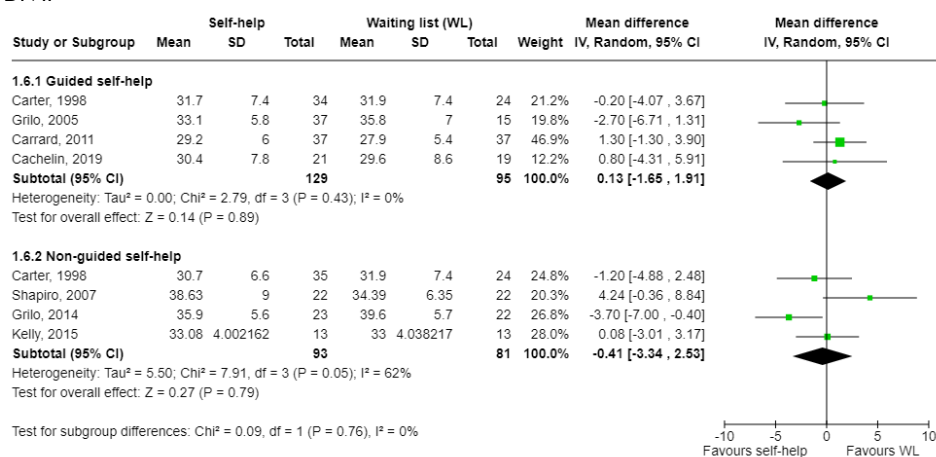 Self-help Waiting list (WL) Mean difference Mean difference
Study or Subgroup Mean SD Total Mean SD Total Weight IV, Random, 95% CI IV, Random, 95% CI
1.6.1 Guided self-help
Carter, 1998 31.7 7.4 34 31.9 7.4 24 21.2% -0.20 [-4.07 , 3.67]
Grilo, 2005 33.1 5.8 37 35.8 7 15 19.8% -2.70 [-6.71 , 1.31]
Carrard, 2011 29.2 6 37 27.9 5.4 37 46.9% 1.30 [-1.30 , 3.90]
Cachelin, 2019 30.4 7.8 21 29.6 8.6 19 12.2% 0.80 [-4.31 , 5.91]
Subtotal (95% CI) 129 95 100.0% 0.13 [-1.65 , 1.91]
Heterogeneity: Tau² = 0.00; Chi² = 2.79, df = 3 (P = 0.43); I² = 0%
Test for overall effect: Z = 0.14 (P = 0.89)
1.6.2 Non-guided self-help
Carter, 1998 30.7 6.6 35 31.9 7.4 24 24.8% -1.20 [-4.88 , 2.48]
Shapiro, 2007 38.63 9 22 34.39 6.35 22 20.3% 4.24 [-0.36 , 8.84]
Grilo, 2014 35.9 5.6 23 39.6 5.7 22 26.8% -3.70 [-7.00 , -0.40]
Kelly, 2015 33.08 4.002162 13 33 4.038217 13 28.0% 0.08 [-3.01 , 3.17]
Subtotal (95% CI) 93 81 100.0% -0.41 [-3.34 , 2.53]
Heterogeneity: Tau² = 5.50; Chi² = 7.91, df = 3 (P = 0.05); I² = 62%
Test for overall effect: Z = 0.27 (P = 0.79)
Test for subgroup differences: Chi² = 0.09, df = 1 (P = 0.76), I² = 0%
-10 -5 0 5 10
Favours self-help Favours WL